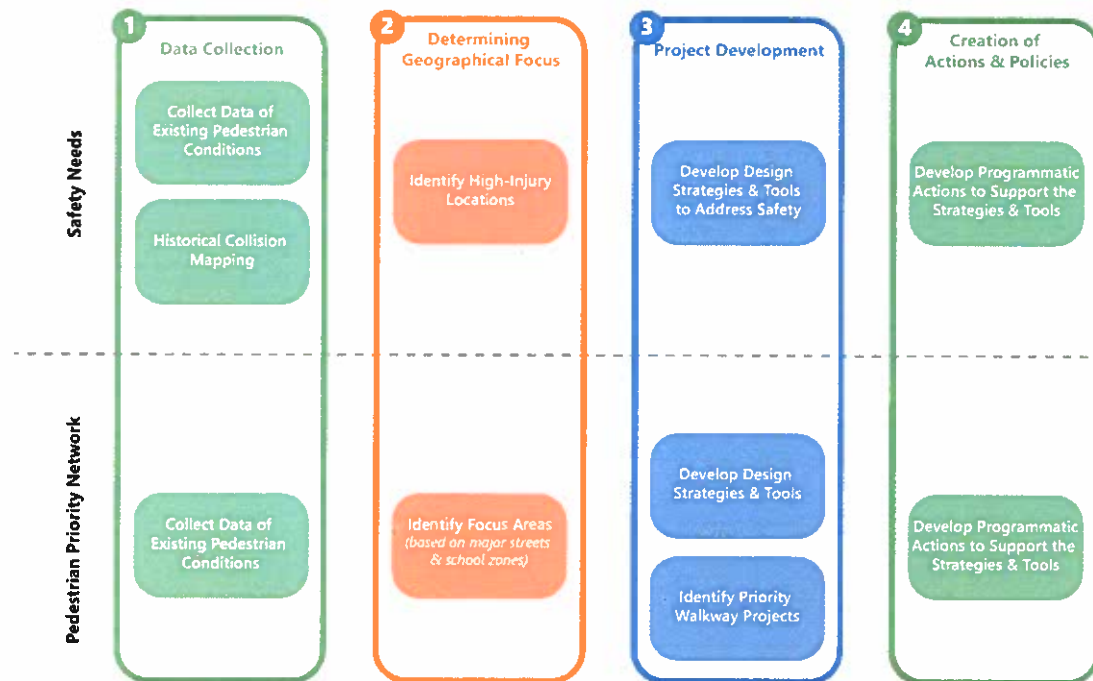 1
Data Collection
2
Determining
Geographical Focus
3
Project Development
4
Creation of
Actions & Policies
Safety Needs
Collect Data of
Existing Pedestrian
Conditions
Historical Collision
Mapping
Identify High-Injury
Locations
Develop Design
Strategies & Tools
to Address Safety
Develop Programmatic
Actions to Support the
Strategies & Tools
Pedestrian Priority Network
Collect Data of
Existing Pedestrian
Conditions
Identify Focus Areas
(based on major streets
& school zones)
Develop Design
Strategies & Tools
Identify Priority
Walkway Projects
Develop Programmatic
Actions to Support the
Strategies & Tools